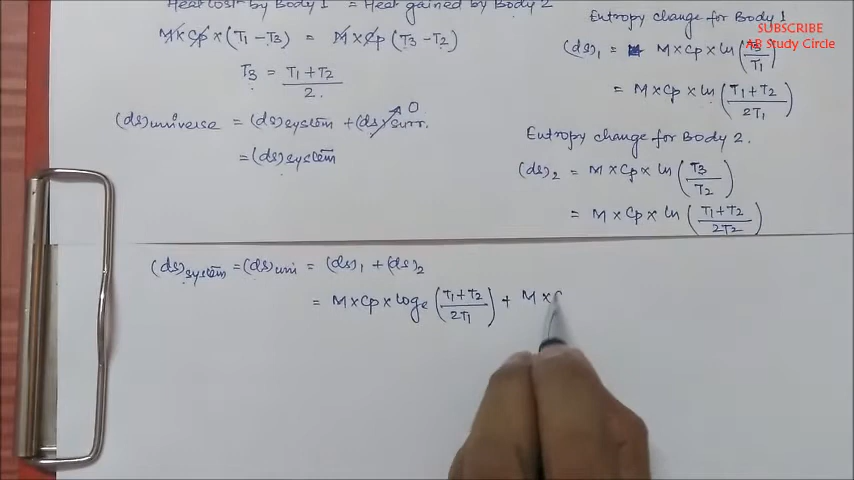 Heat lost by Body 1 = Heat gained by Body 2
M×Cp×(T1-T3) = M×Cp(T3-T2)
T3 = T1+T2/2.
(ds)universe = (ds)system + (ds)surr. 0
= (ds)system
Entropy change for Body 1
(ds)1 = M×Cp×ln(T3/T1)
= M×Cp×ln(T1+T2/2T1)
Entropy change for Body 2.
(ds)2 = M×Cp×ln(T3/T2)
= M×Cp×ln(T1+T2/2T2)
(ds)system = (ds)uni = (ds)1 + (ds)2
= M×Cp×loge(T1+T2/2T1) + M×C
SUBSCRIBE
AR Study Circle